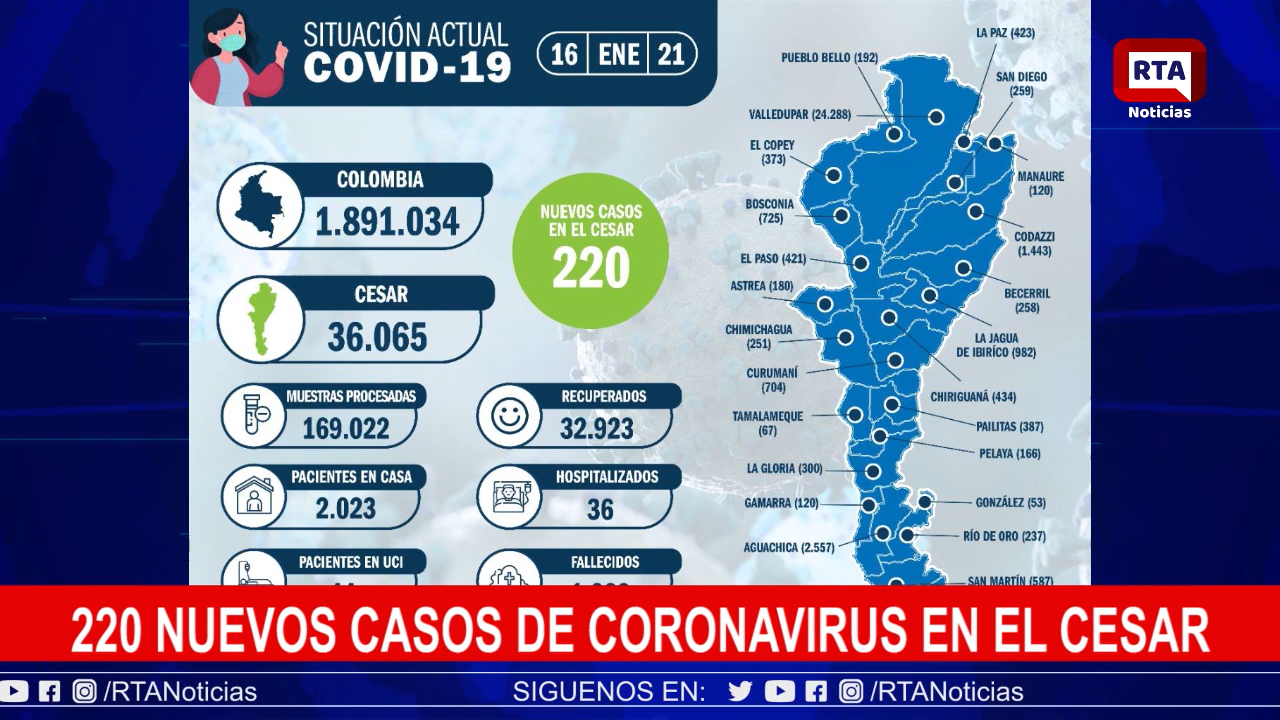 SITUACIÓN ACTUAL
COVID-19
16 ENE 21
RTA
Noticias
COLOMBIA
1.891.034
CESAR
36.065
NUEVOS CASOS
EN EL CESAR
220
MUESTRAS PROCESADAS
169.022
RECUPERADOS
32.923
PACIENTES EN CASA
2.023
HOSPITALIZADOS
36
PACIENTES EN UCI
FALLECIDOS
LA PAZ (423)
PUEBLO BELLO (192)
SAN DIEGO
(259)
VALLEDUPAR (24.288)
EL COPEY
(373)
MANAURE
(120)
BOSCONIA
(725)
CODAZZI
(1.443)
EL PASO (421)
ASTREA (180)
BECERRIL
(258)
CHIMICHAGUA
(251)
LA JAGUA
DE IBIRÍCO (982)
CURUMANÍ
(704)
CHIRIGUANÁ (434)
TAMALAMEQUE
(67)
PAILITAS (387)
PELAYA (166)
LA GLORIA (300)
GAMARRA (120)
GONZÁLEZ (53)
RÍO DE ORO (237)
AGUACHICA (2.557)
SAN MARTÍN (587)
220 NUEVOS CASOS DE CORONAVIRUS EN EL CESAR
/RTANoticias SIGUENOS EN: /RTANoticias